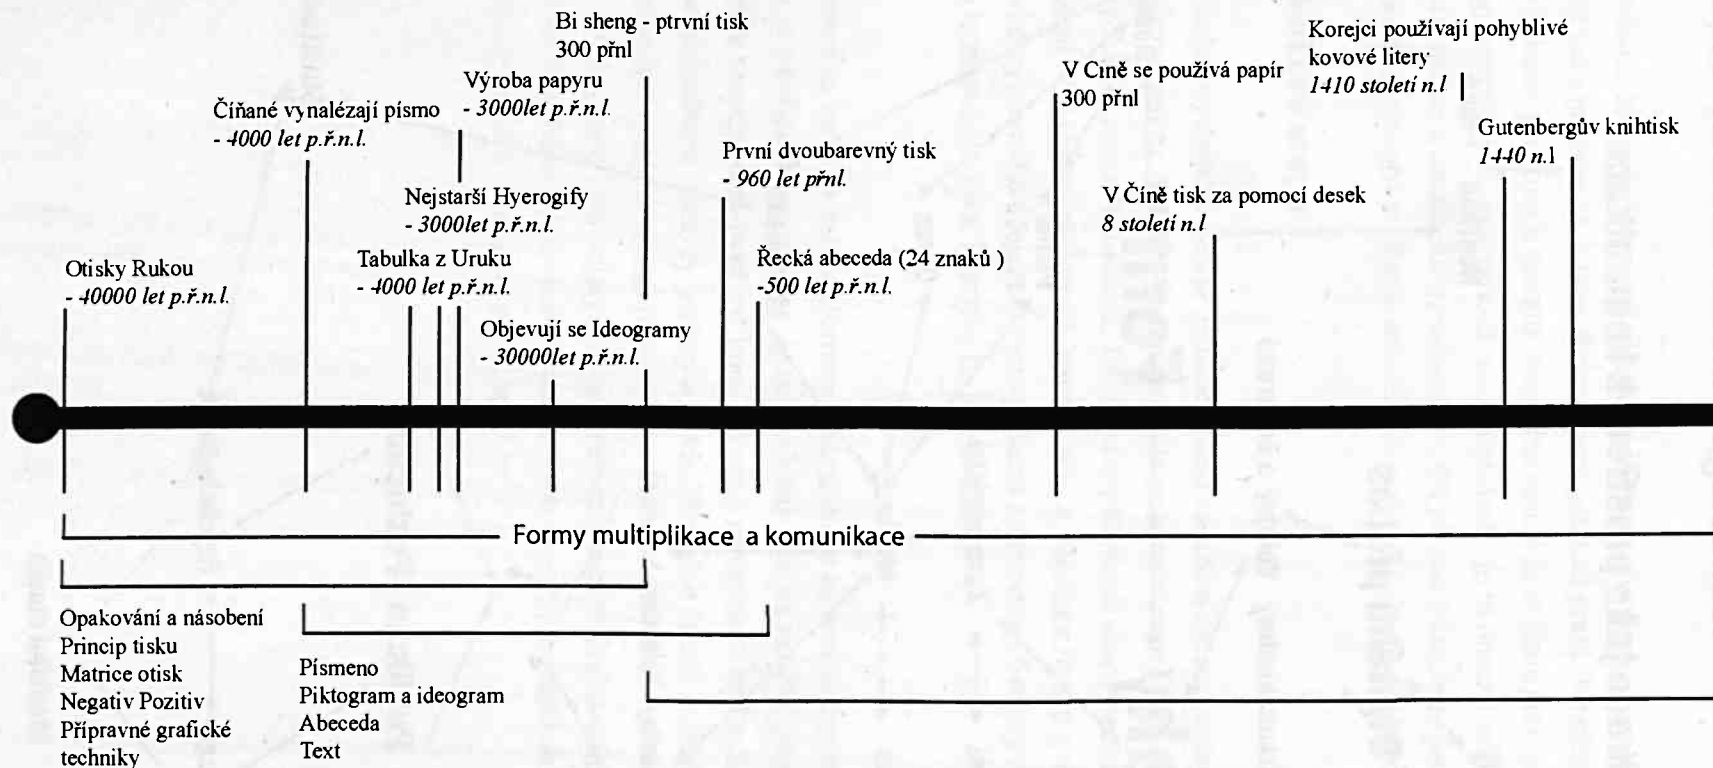 Bi sheng - ptrvní tisk
300 přnl
Korejci používají pohyblivé
kovové litery
1410 století n.l
Výroba papyru
- 3000let p.ř.n.l.
V Cíně se používá papír
300 přnl
Číňané vynalézají písmo
- 4000 let p.ř.n.l.
Gutenbergův knihtisk
1440 n.l
První dvoubarevný tisk
- 960 let přnl.
Nejstarší Hyerogify
- 3000let p.ř.n.l.
V Číně tisk za pomocí desek
8 století n.l
Otisky Rukou
- 40000 let p.ř.n.l.
Tabulka z Uruku
- 4000 let p.ř.n.l.
Řecká abeceda (24 znaků )
-500 let p.ř.n.l.
Objevují se Ideogramy
- 30000let p.ř.n.l.
Formy multiplikace a komunikace
Opakování a násobení
Princip tisku
Matrice otisk
Negativ Pozitiv
Přípravné grafické
techniky
Písmeno
Piktogram a ideogram
Abeceda
Text